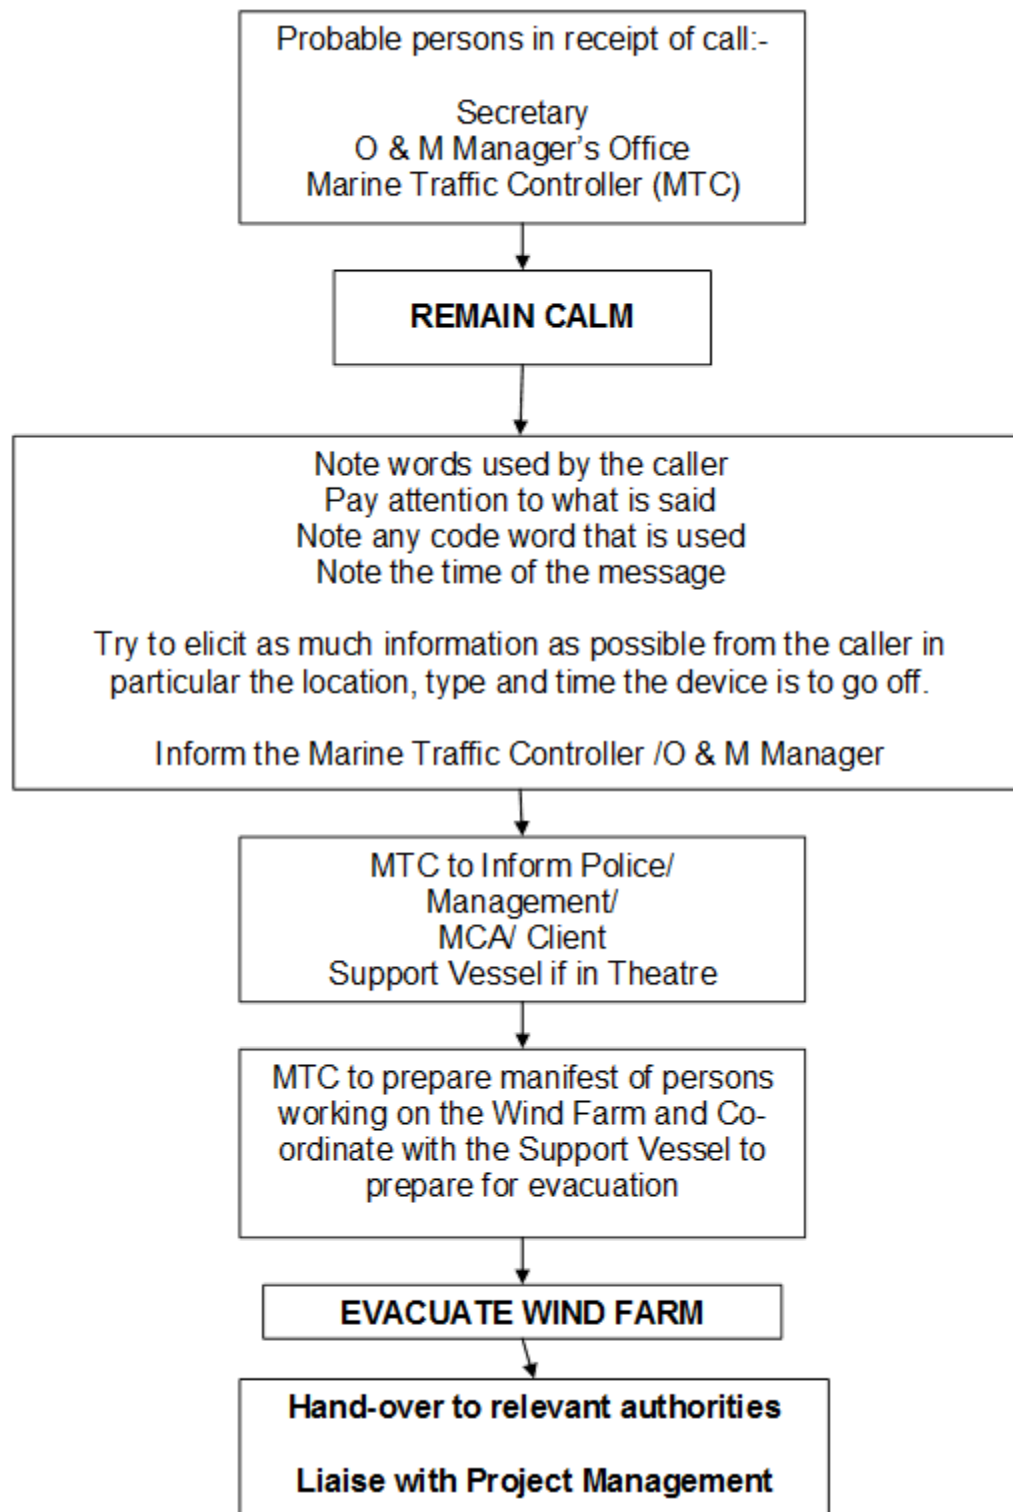 Probable persons in receipt of call:-
Secretary
O & M Manager’s Office
Marine Traffic Controller (MTC)
REMAIN CALM
Note words used by the caller
Pay attention to what is said
Note any code word that is used
Note the time of the message
Try to elicit as much information as possible from the caller in
particular the location, type and time the device is to go off.
Inform the Marine Traffic Controller /O & M Manager
MTC to Inform Police/
Management/
MCA/ Client
Support Vessel if in Theatre
MTC to prepare manifest of persons
working on the Wind Farm and Co-
ordinate with the Support Vessel to
prepare for evacuation
EVACUATE WIND FARM
Hand-over to relevant authorities
Liaise with Project Management